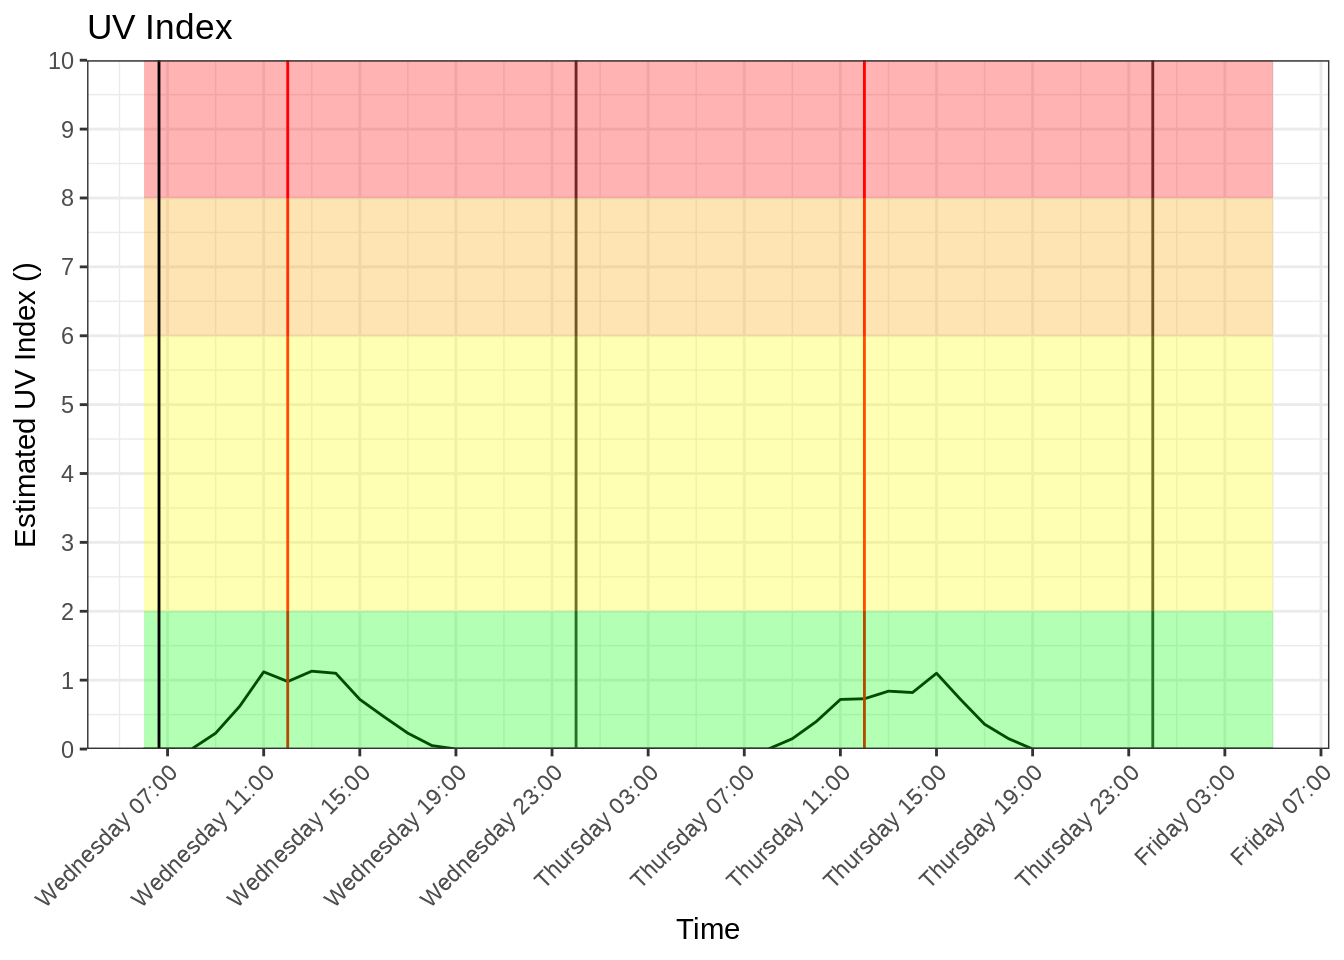 UV Index
10
9
8
7
6
5
4
3
2
1
0
Estimated UV Index ()
Wednesday 07:00
Wednesday 11:00
Wednesday 15:00
Wednesday 19:00
Wednesday 23:00
Thursday 03:00
Thursday 07:00
Thursday 11:00
Thursday 15:00
Thursday 19:00
Thursday 23:00
Friday 03:00
Friday 07:00
Time